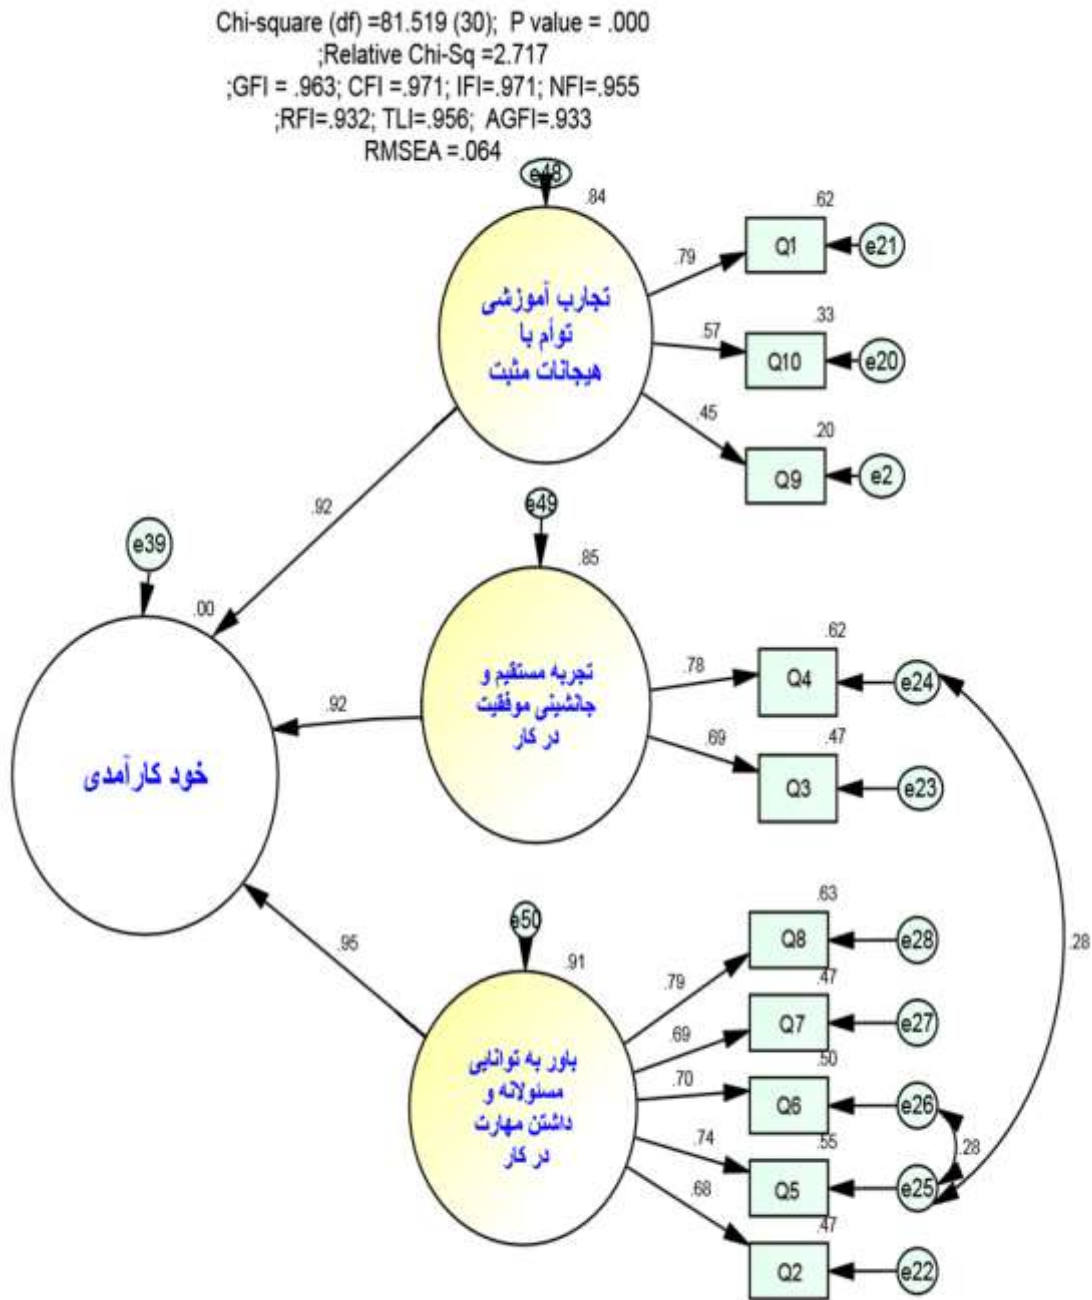 Chi-square (df) =81.519 (30); P value = .000
;Relative Chi-Sq =2.717
;GFI = .963; CFI =.971; IFI=.971; NFI=.955
;RFI=.932; TLI=.956; AGFI=.933
RMSEA =.064
e48
.84
تجارب آموزشی
توأم با
هیجانات مثبت
.79
.62
Q1
e21
.57
.33
Q10
e20
.45
.20
Q9
e2
.92
e49
.85
تجربه مستقیم و
جانشینی موفقیت
در کار
.78
.62
Q4
e24
.69
.47
Q3
e23
.92
e39
.00
خود کارآمدی
.95
e50
.91
باور به توانایی
مسئولانه و
داشتن مهارت
در کار
.79
.63
Q8
e28
.69
.47
Q7
e27
.70
.50
Q6
e26
.74
.55
Q5
e25
.68
.47
Q2
e22
.28
.28